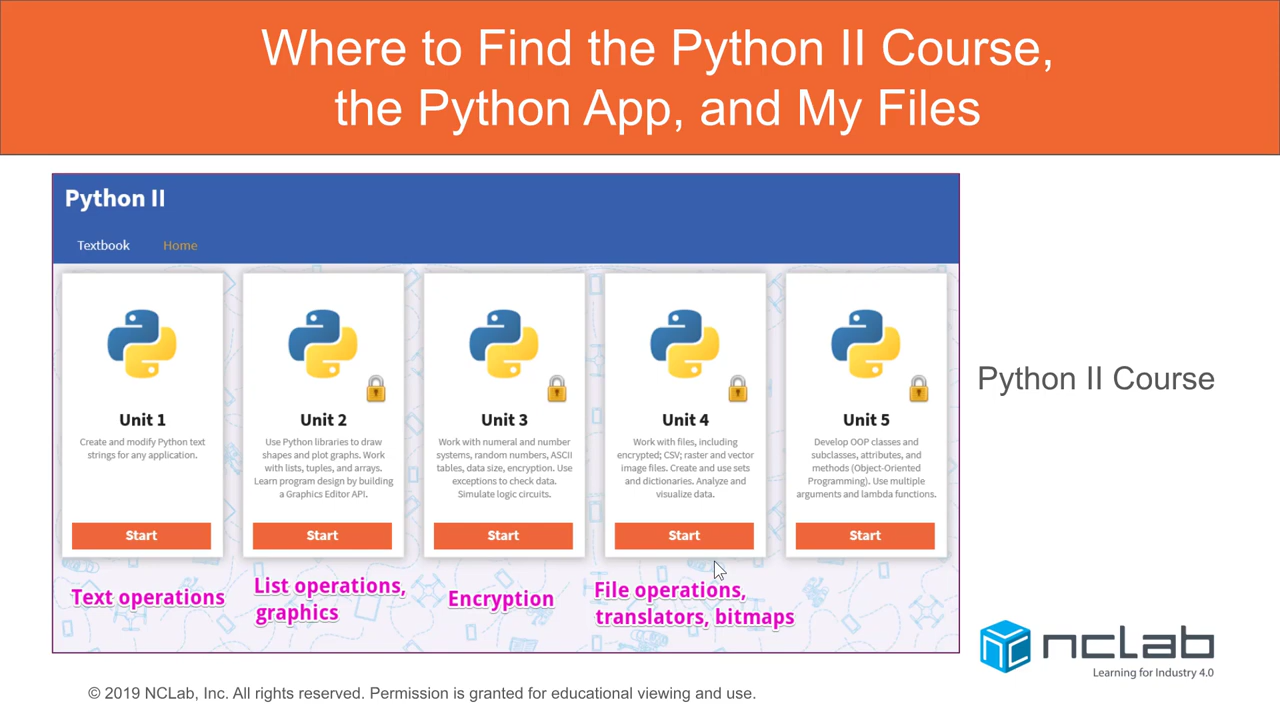 Where to Find the Python II Course,
the Python App, and My Files
Python II
Textbook Home
Unit 1
Create and modify Python text
strings for any application.
Start
Text operations
Unit 2
Use Python libraries to draw
shapes and plot graphs. Work
with lists, tuples, and arrays.
Learn program design by building
a Graphics Editor API.
Start
List operations,
graphics
Unit 3
Work with numeral and number
systems, random numbers, ASCII
tables, data size, encryption. Use
exceptions to check data.
Simulate logic circuits.
Start
Encryption
Unit 4
Work with files, including
encrypted; CSV; raster and vector
image files. Create and use sets
and dictionaries. Analyze and
visualize data.
Start
File operations,
translators, bitmaps
Unit 5
Develop OOP classes and
subclasses, attributes, and
methods (Object-Oriented
Programming). Use multiple
arguments and lambda functions.
Start
Python II Course
nclab
Learning for Industry 4.0
© 2019 NCLab, Inc. All rights reserved. Permission is granted for educational viewing and use.